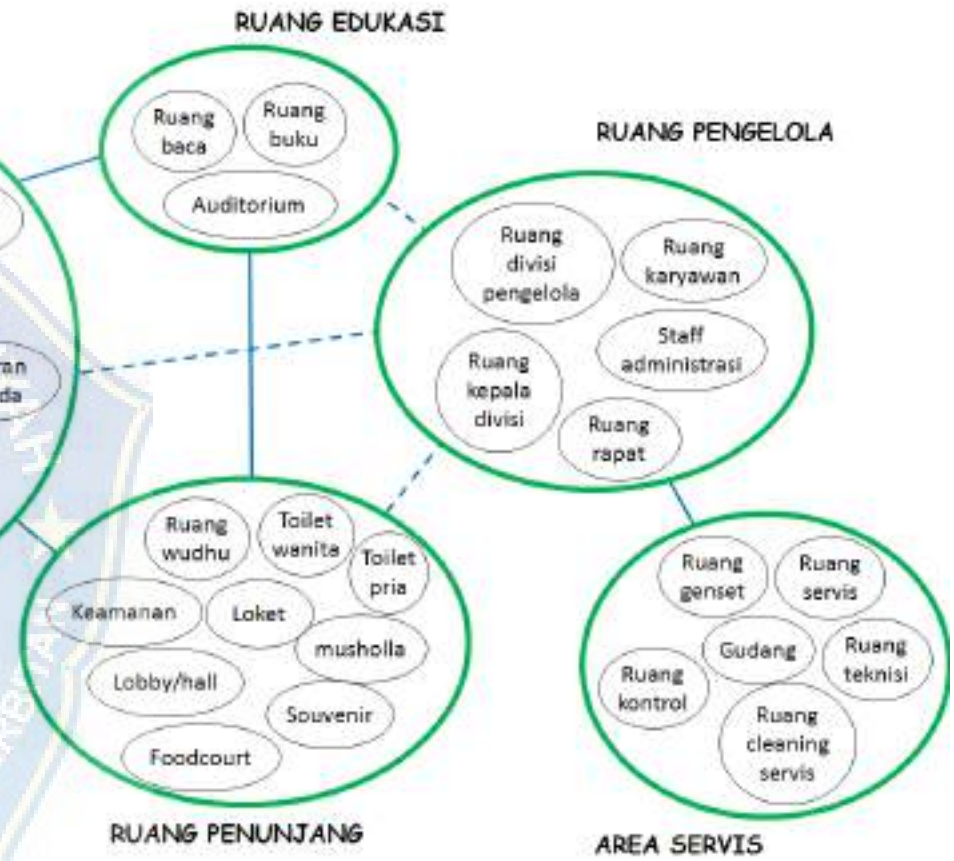 RUANG EDUKASI
Ruang
baca
Ruang
buku
Auditorium
RUANG PENGELOLA
Ruang
divisi
pengelola
Ruang
karyawan
Staff
administrasi
Ruang
kepala
divisi
Ruang
rapat
Ruang
wudhu
Toilet
wanita
Toilet
pria
Keamanan
Loket
musholla
Lobby/hall
Souvenir
Foodcourt
RUANG PENUNJANG
Ruang
genset
Ruang
servis
Gudang
Ruang
teknisi
Ruang
kontrol
Ruang
cleaning
servis
AREA SERVIS